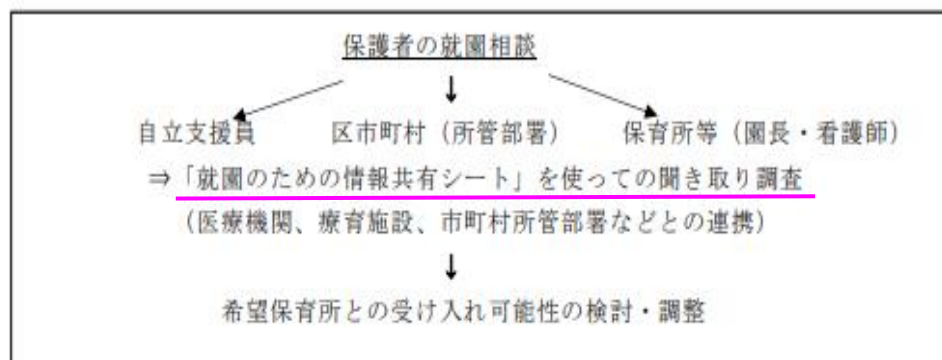 保護者の就園相談
↓
自立支援員 区市町村（所管部署） 保育所等（園長・看護師）
⇒「就園のための情報共有シート」を使っての聞き取り調査
（医療機関、療育施設、市町村所管部署などとの連携）
↓
希望保育所との受け入れ可能性の検討・調整